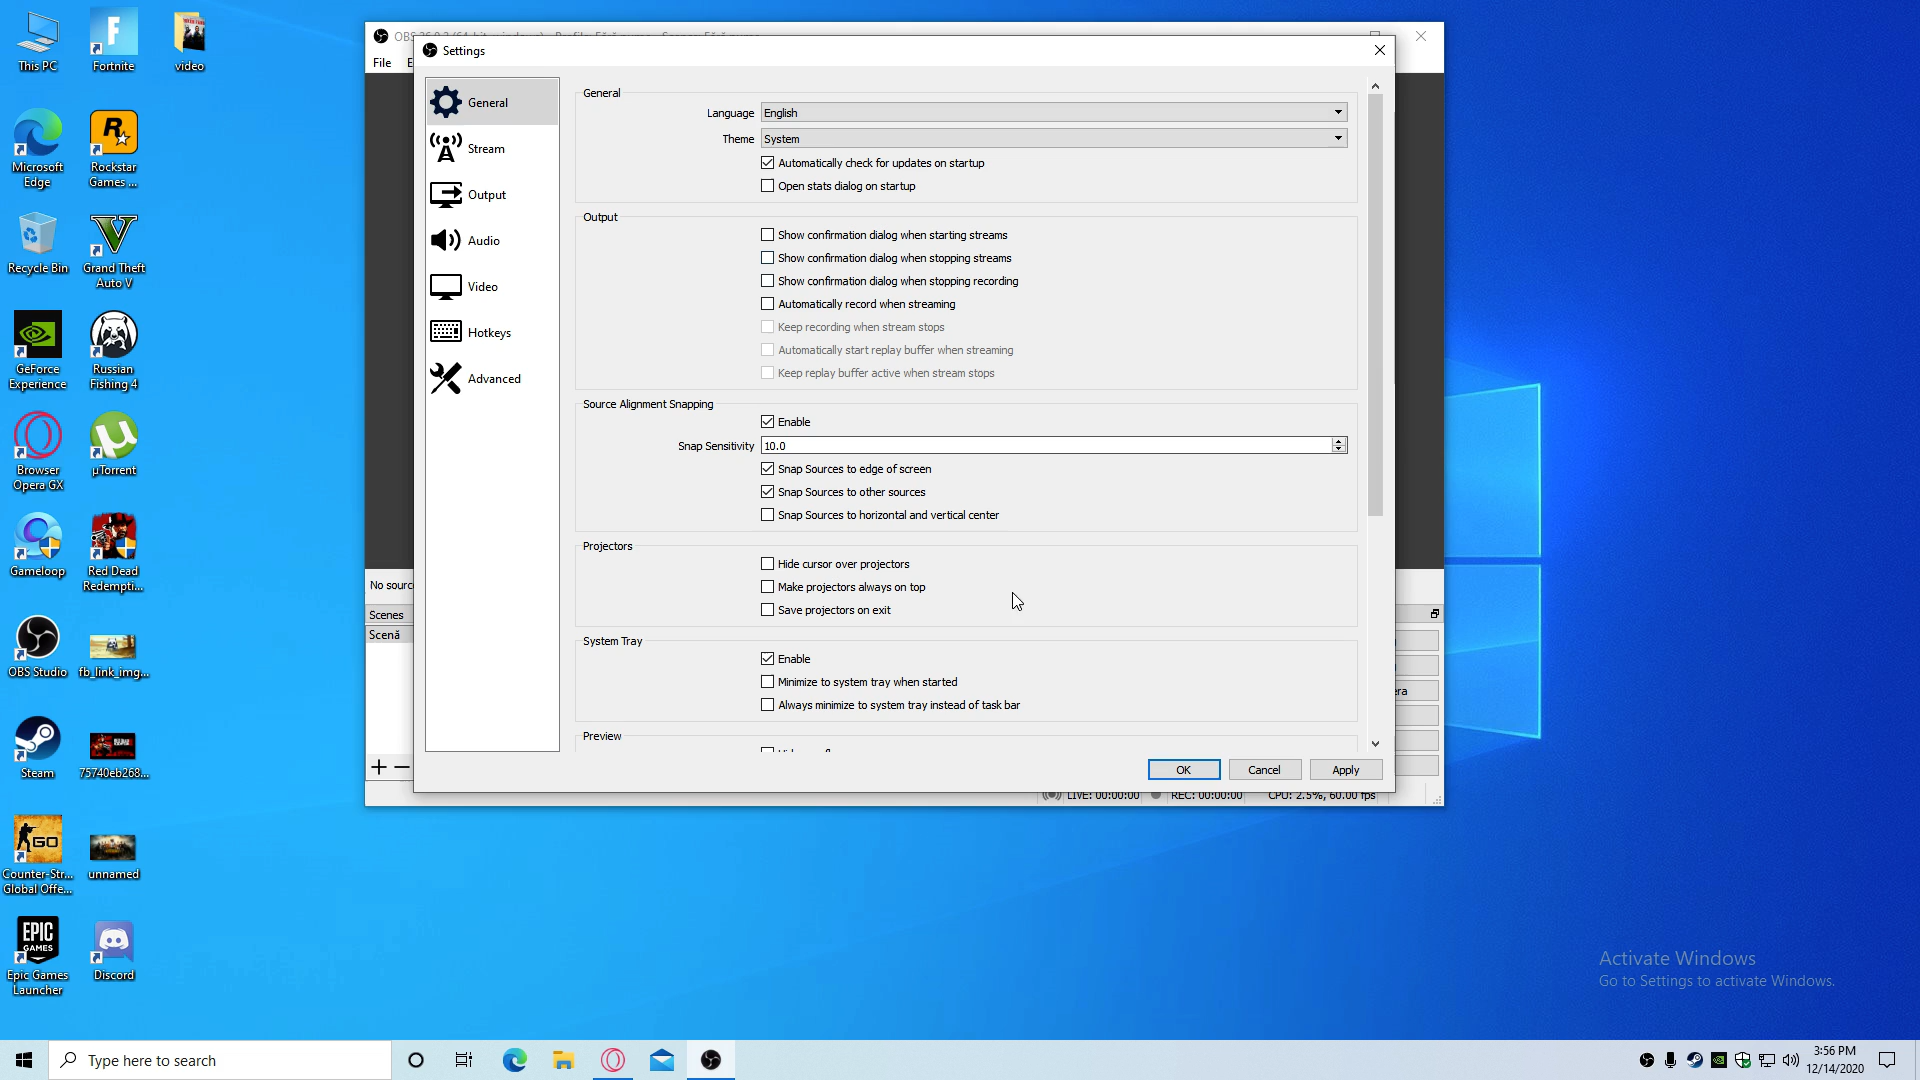 This PC
Fortnite
video
Microsoft
Edge
Rockstar
Games ...
Recycle Bin
Grand Theft
Auto V
GeForce
Experience
Russian
Fishing 4
Browser
Opera GX
µTorrent
Gameloop
Red Dead
Redempti...
OBS Studio
fb_link_img...
Steam
75740eb268...
Counter-Str...
Global Offe...
unnamed
Epic Games
Launcher
Discord
File
Settings
General
Stream
Output
Audio
Video
Hotkeys
Advanced
General
Language English
Theme System
Automatically check for updates on startup
Open stats dialog on startup
Output
Show confirmation dialog when starting streams
Show confirmation dialog when stopping streams
Show confirmation dialog when stopping recording
Automatically record when streaming
Keep recording when stream stops
Automatically start replay buffer when streaming
Keep replay buffer active when stream stops
Source Alignment Snapping
Enable
Snap Sensitivity 10.0
Snap Sources to edge of screen
Snap Sources to other sources
Snap Sources to horizontal and vertical center
Projectors
Hide cursor over projectors
Make projectors always on top
Save projectors on exit
System Tray
Enable
Minimize to system tray when started
Always minimize to system tray instead of task bar
Preview
OK Cancel Apply
No sourc
Scenes
Scenă
era
LIVE: 00:00:00 REC: 00:00:00 CPU: 2.5%, 60.00 fps
Activate Windows
Go to Settings to activate Windows.
Type here to search
3:56 PM
12/14/2020